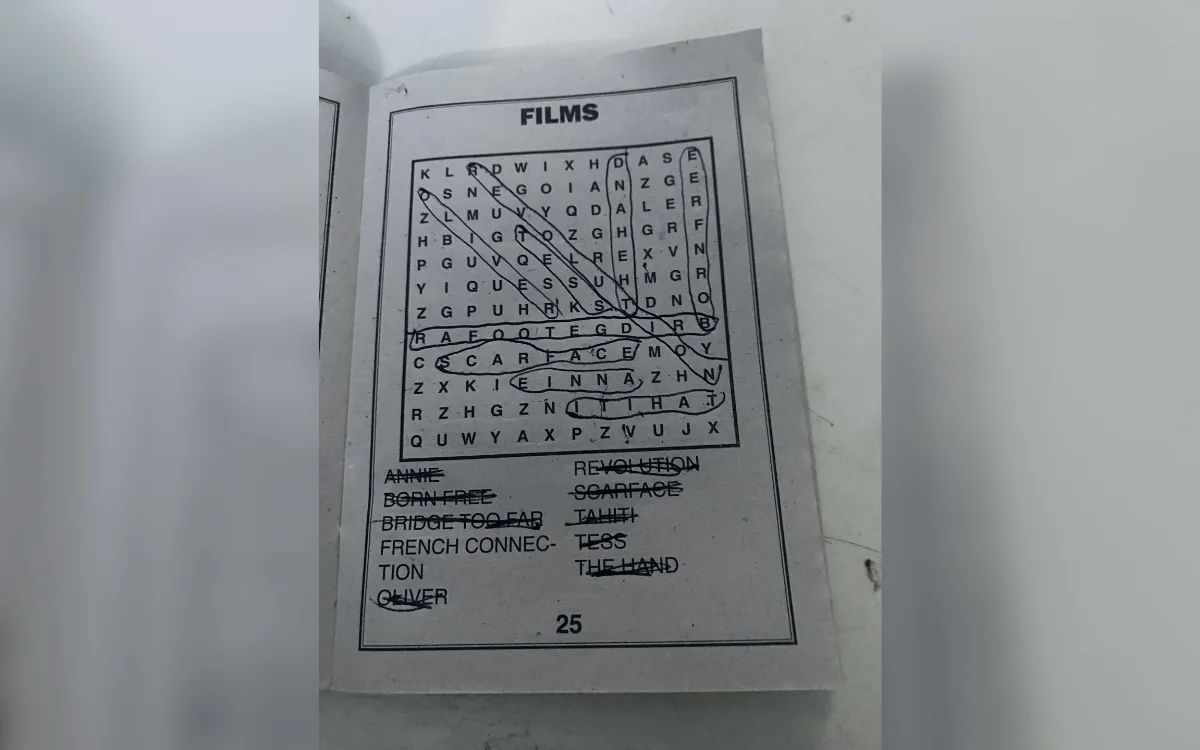 FILMS
K L R D W I X H D A S E
O S N E G O I A N Z G E
Z L M U V Y Q D A L E R
H B I G T O Z G H G R F
P G U V Q E L R E X V N
Y I Q U E S S U H M G R
Z G P U H R K S T D N O
R A F O O T E G D I R B
C S C A R F A C E M O Y
Z X K I E I N N A Z H N
R Z H G Z N I T I H A T
Q U W Y A X P Z V U J X
ANNIE
BORN FREE
BRIDGE TOO FAR
FRENCH CONNEC-
TION
OLIVER
REVOLUTION
SCARFACE
TAHITI
TESS
THE HAND
25